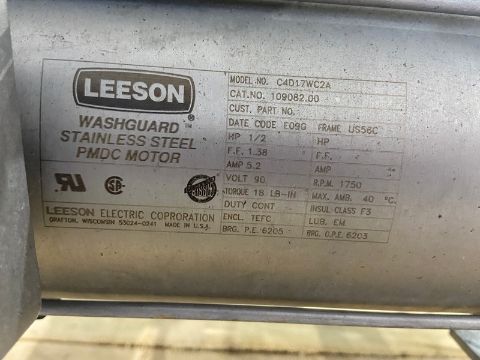 LEESON
WASHGUARD
STAINLESS STEEL
PMDC MOTOR
LEESON ELECTRIC CORPORATION
GRAFTON, WISCONSIN 53024-0241 MADE IN U.S.A.
MODEL NO. C4D17WC2A
CAT.NO. 109082.00
CUST. PART NO.
DATE CODE E09G FRAME US56C
HP 1/2 HP
F.F. 1.38 F.F.
AMP 5.2 AMP
VOLT 90 R.P.M. 1750
TORQUE 18 LB-IN MAX. AMB. 40 °C.
DUTY CONT INSUL CLASS F3
ENCL. TEFC LUB. EM
BRG. P.E. 6205 BRG. O.P.E. 6203